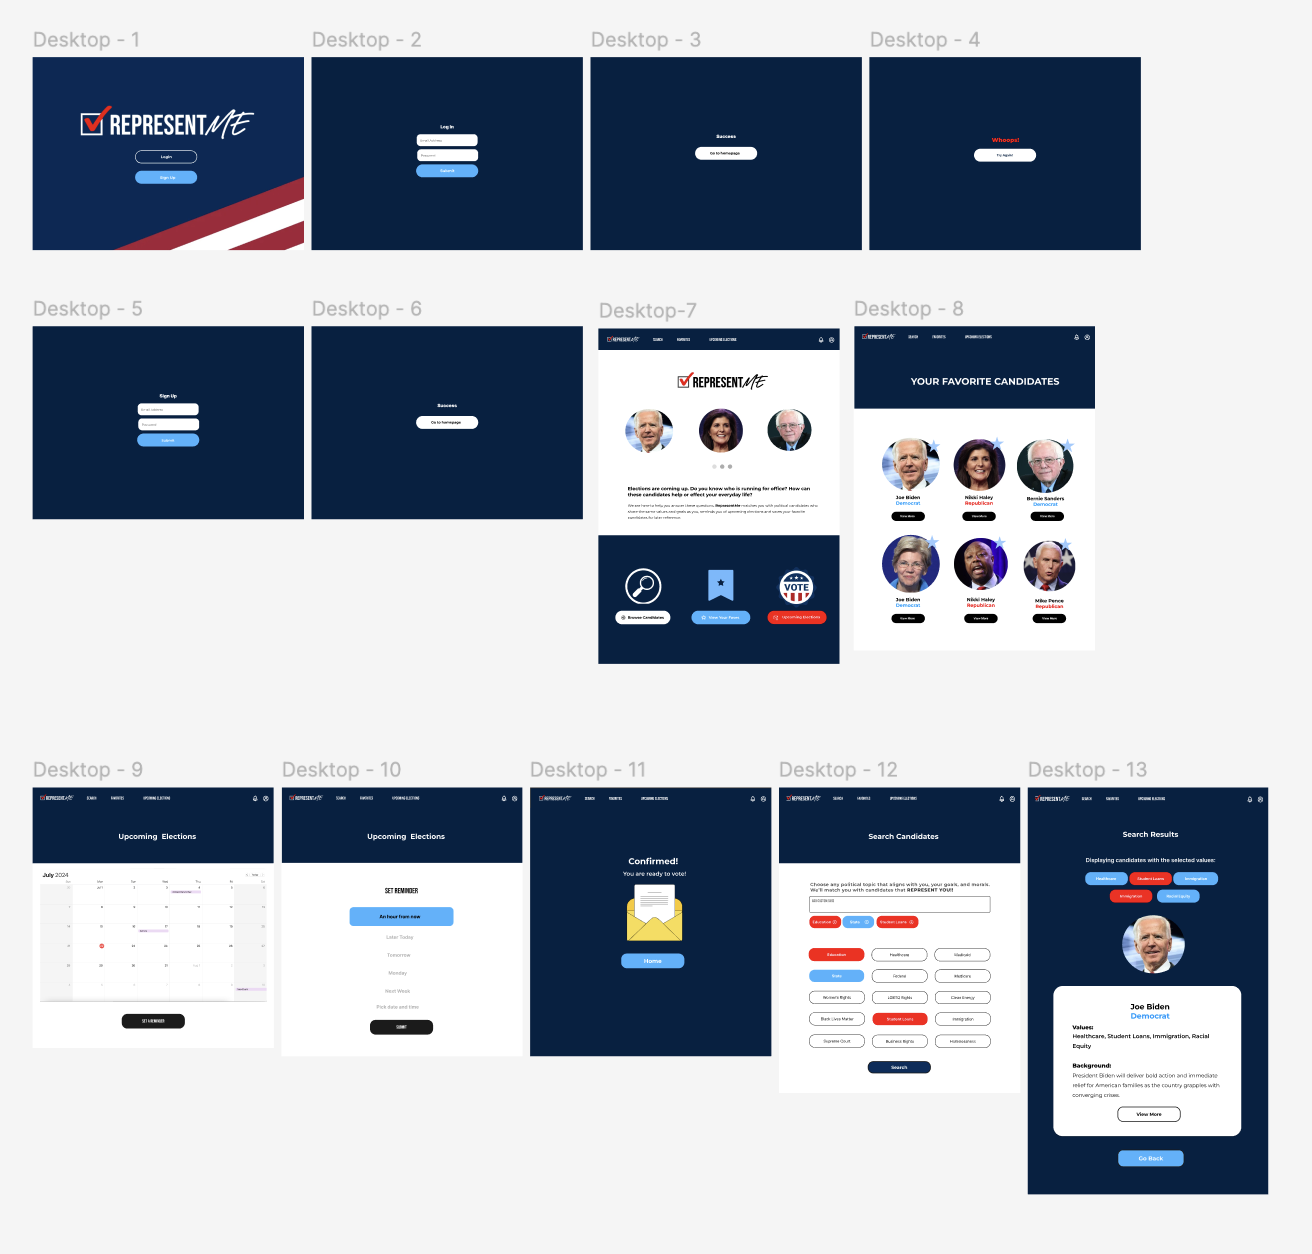 Desktop - 1
Desktop - 2
Desktop - 3
Desktop - 4
REPRESENTME
Login
Sign Up
Log In
Password
Submit
Success
Go to homepage
Whoops!
Try Again!
Desktop - 5
Desktop - 6
Desktop-7
Desktop - 8
Sign Up
Email Address
Password
Submit
Success
Go to homepage
REPRESENTME SEARCH FAVORITES UPCOMING ELECTIONS
REPRESENTME
Elections are coming up. Do you know who is running for office? How can
these candidates help or effect your everyday life?
We are here to help you answer these questions. RepresentMe matches you with political candidates who
share the same values and goals as you, reminds you of upcoming elections and saves your favorite
candidates for later reference.
VOTE
Browse Candidates
View Your Faves
Upcoming Elections
REPRESENTME SEARCH FAVORITES UPCOMING ELECTIONS
YOUR FAVORITE CANDIDATES
Joe Biden
Democrat
View More
Nikki Haley
Republican
View More
Bernie Sanders
Democrat
View More
Joe Biden
Democrat
View More
Nikki Haley
Republican
View More
Mike Pence
Republican
View More
Desktop - 9
Desktop - 10
Desktop - 11
Desktop - 12
Desktop - 13
REPRESENTME SEARCH FAVORITES UPCOMING ELECTIONS
Upcoming Elections
July 2024
SET A REMINDER
REPRESENTME SEARCH FAVORITES UPCOMING ELECTIONS
Upcoming Elections
SET REMINDER
An hour from now
Later Today
Tomorrow
Monday
Next Week
Pick date and time
SUBMIT
REPRESENTME SEARCH FAVORITES UPCOMING ELECTIONS
Confirmed!
You are ready to vote!
Home
REPRESENTME SEARCH FAVORITES UPCOMING ELECTIONS
Search Candidates
Choose any political topic that aligns with you, your goals, and morals.
We'll match you with candidates that REPRESENT YOU!!
Education State Student Loans
Education Healthcare Medicaid
State Federal Medicare
Women's Rights LGBTQ Rights Clean Energy
Black Lives Matter Student Loans Immigration
Supreme Court Business Rights Homelessness
Search
REPRESENTME SEARCH FAVORITES UPCOMING ELECTIONS
Search Results
Displaying candidates with the selected values:
Healthcare Student Loans Immigration
Immigration Racial Equity
Joe Biden
Democrat
Values:
Healthcare, Student Loans, Immigration, Racial
Equity
Background:
President Biden will deliver bold action and immediate
relief for American families as the country grapples with
converging crises.
View More
Go Back